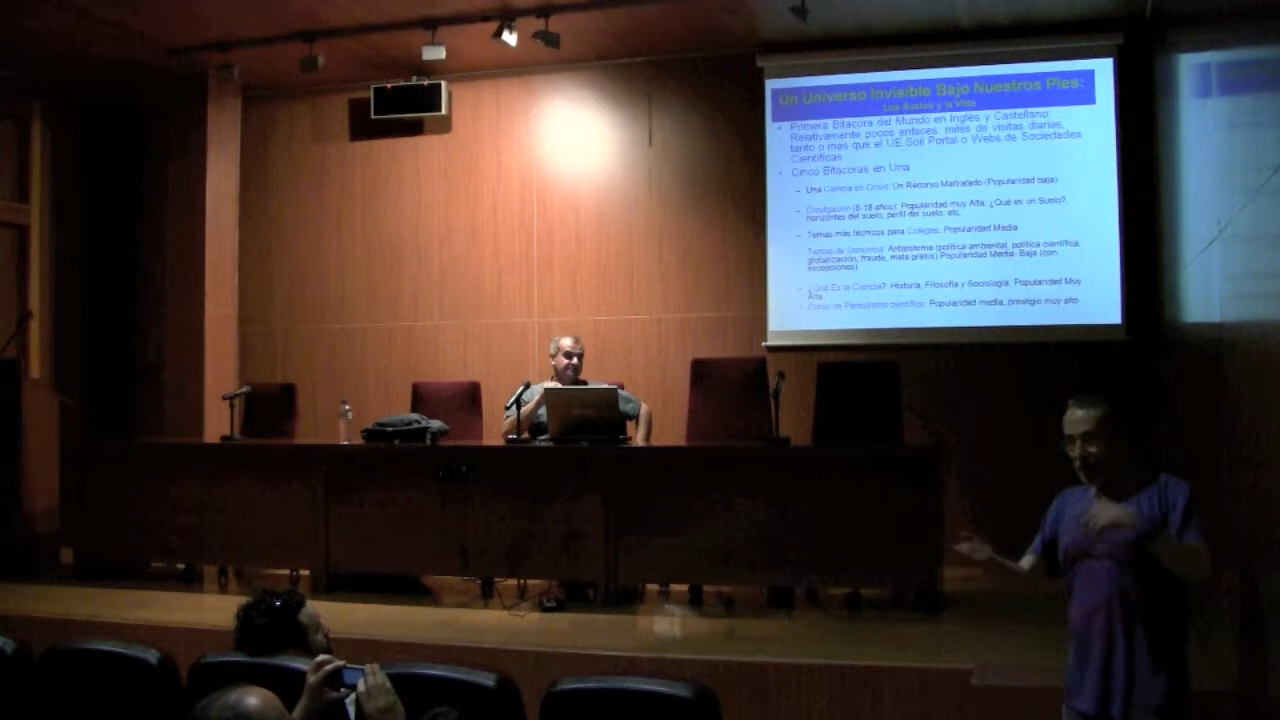 Un Universo Invisible Bajo Nuestros Pies:
Los Suelos y la Vida
• Primera Bitacora del Mundo en Ingles y Castellano:
Relativamente pocos enlaces, miles de visitas diarias,
tanto o más que el UE Soil Portal o Webs de Sociedades
Científicas
• Cinco Bitacoras en Una
– Una Ciencia en Crisis: Un Recurso Maltratado (Popularidad baja)
– Divulgación (8-18 años): Popularidad muy Alta, ¿Qué es un Suelo?,
horizontes del suelo, perfil del suelo, etc.
– Temas más técnicos para Colegas, Popularidad Media
Temas de Denuncia: Antisistema (política ambiental, política científica,
globalización, fraude, mala praxis) Popularidad Media- Baja (con
excepciones)
– ¿Qué Es la Ciencia?: Historia, Filosofía y Sociología: Popularidad Muy
Alta
– Curso de Periodismo científico: Popularidad media, prestigio muy alto